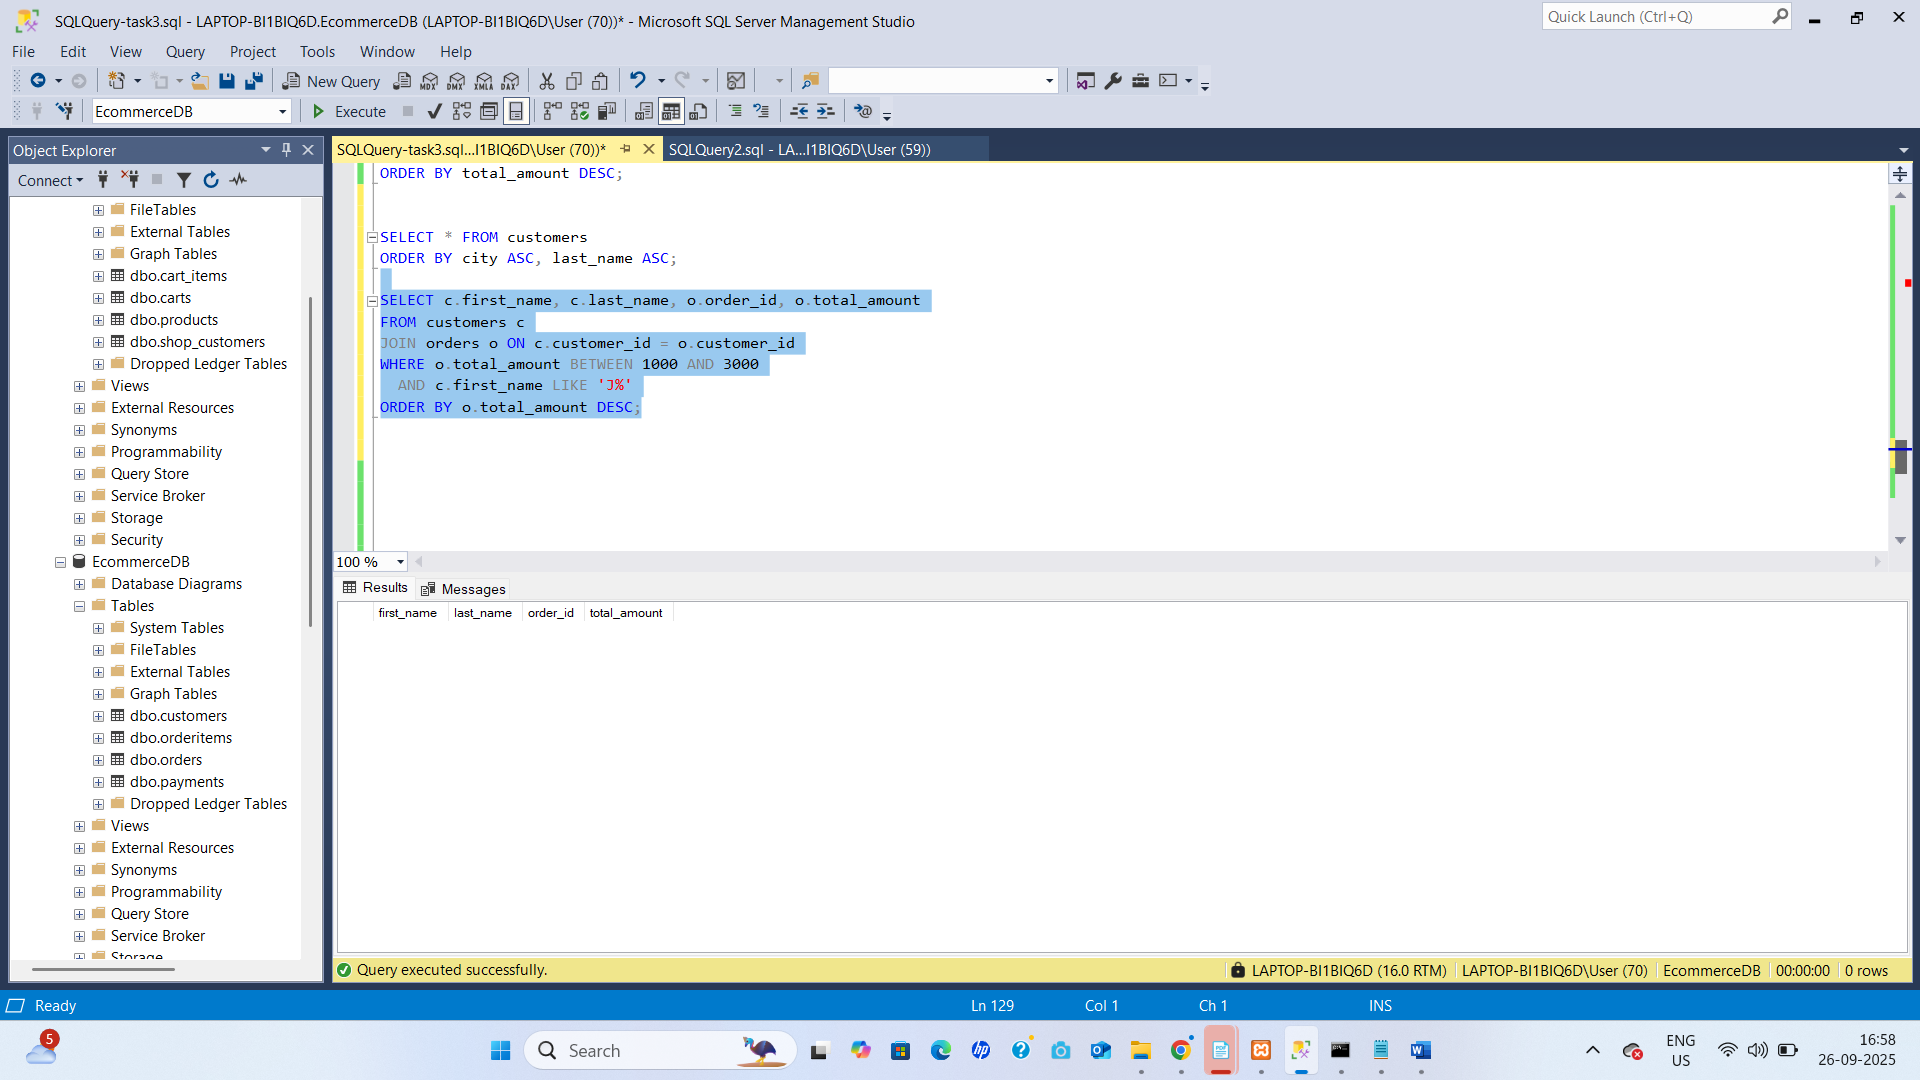 SQLQuery-task3.sql - LAPTOP-BI1BIQ6D.EcommerceDB (LAPTOP-BI1BIQ6D\User (70))* - Microsoft SQL Server Management Studio
Quick Launch (Ctrl+Q)
File Edit View Query Project Tools Window Help
New Query
MDX DMX XMLA DAX
EcommerceDB
Execute
Object Explorer
Connect
FileTables
External Tables
Graph Tables
dbo.cart_items
dbo.carts
dbo.products
dbo.shop_customers
Dropped Ledger Tables
Views
External Resources
Synonyms
Programmability
Query Store
Service Broker
Storage
Security
EcommerceDB
Database Diagrams
Tables
System Tables
FileTables
External Tables
Graph Tables
dbo.customers
dbo.orderitems
dbo.orders
dbo.payments
Dropped Ledger Tables
Views
External Resources
Synonyms
Programmability
Query Store
Service Broker
Storage
SQLQuery-task3.sql...I1BIQ6D\User (70))*
SQLQuery2.sql - LA...I1BIQ6D\User (59))
ORDER BY total_amount DESC;
SELECT * FROM customers
ORDER BY city ASC, last_name ASC;
SELECT c.first_name, c.last_name, o.order_id, o.total_amount
FROM customers c
JOIN orders o ON c.customer_id = o.customer_id
WHERE o.total_amount BETWEEN 1000 AND 3000
AND c.first_name LIKE 'J%'
ORDER BY o.total_amount DESC;
100 %
Results Messages
first_name last_name order_id total_amount
Query executed successfully.
LAPTOP-BI1BIQ6D (16.0 RTM) LAPTOP-BI1BIQ6D\User (70) EcommerceDB 00:00:00 0 rows
Ready
Ln 129 Col 1 Ch 1 INS
5
Search
ENG
US
16:58
26-09-2025